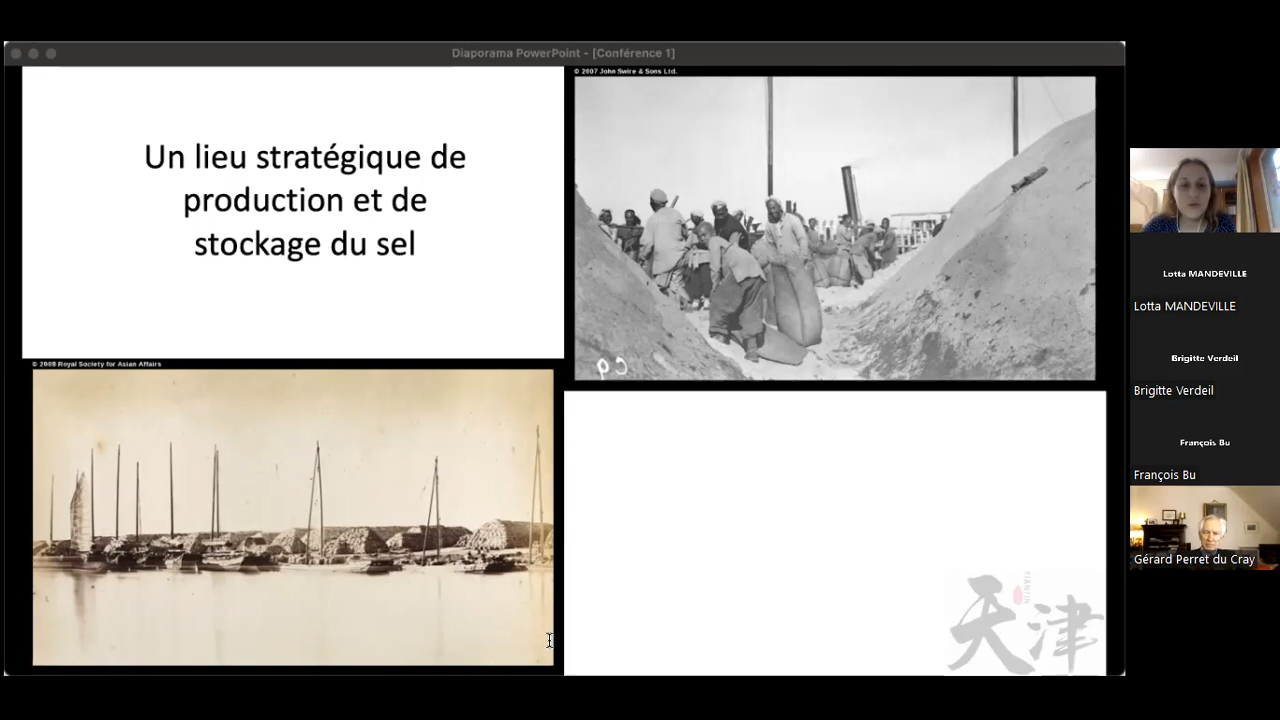 Diaporama PowerPoint - [Conférence 1]
Un lieu stratégique de
production et de
stockage du sel
© 2007 John Swire & Sons Ltd.
© 2008 Royal Society for Asian Affairs
天津
TIANJIN
Lotta MANDEVILLE
Lotta MANDEVILLE
Brigitte Verdeil
Brigitte Verdeil
François Bu
François Bu
Gérard Perret du Cray